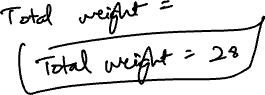 Total weight =
Total weight = 28